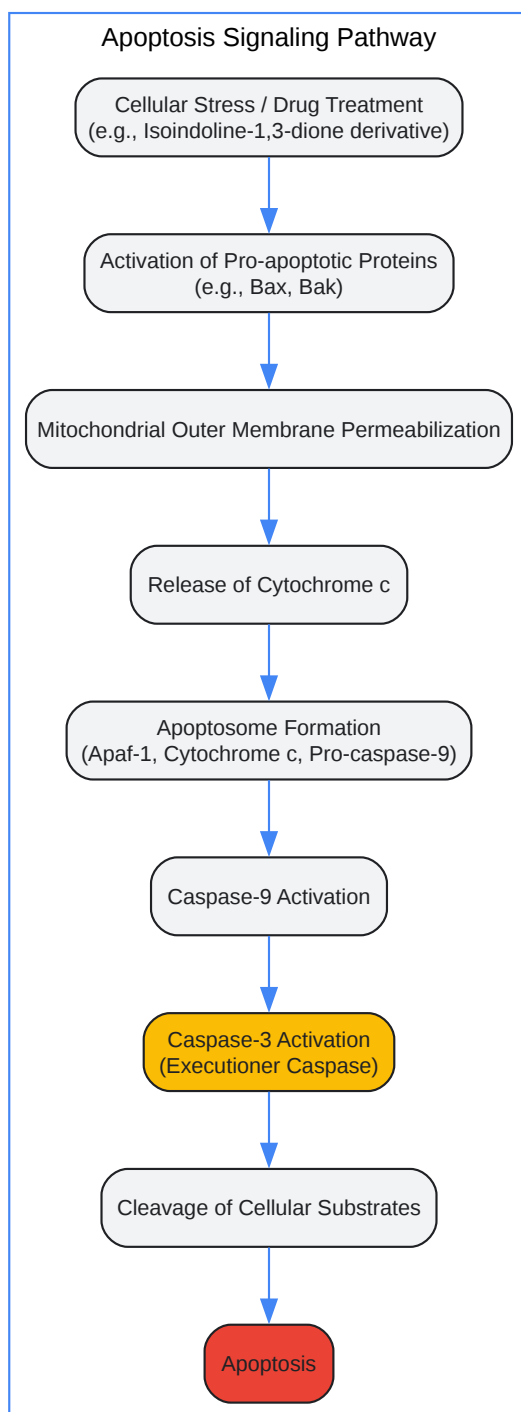 Apoptosis Signaling Pathway
Cellular Stress / Drug Treatment
(e.g., Isoindoline-1,3-dione derivative)
Activation of Pro-apoptotic Proteins
(e.g., Bax, Bak)
Mitochondrial Outer Membrane Permeabilization
Release of Cytochrome c
Apoptosome Formation
(Apaf-1, Cytochrome c, Pro-caspase-9)
Caspase-9 Activation
Caspase-3 Activation
(Executioner Caspase)
Cleavage of Cellular Substrates
Apoptosis